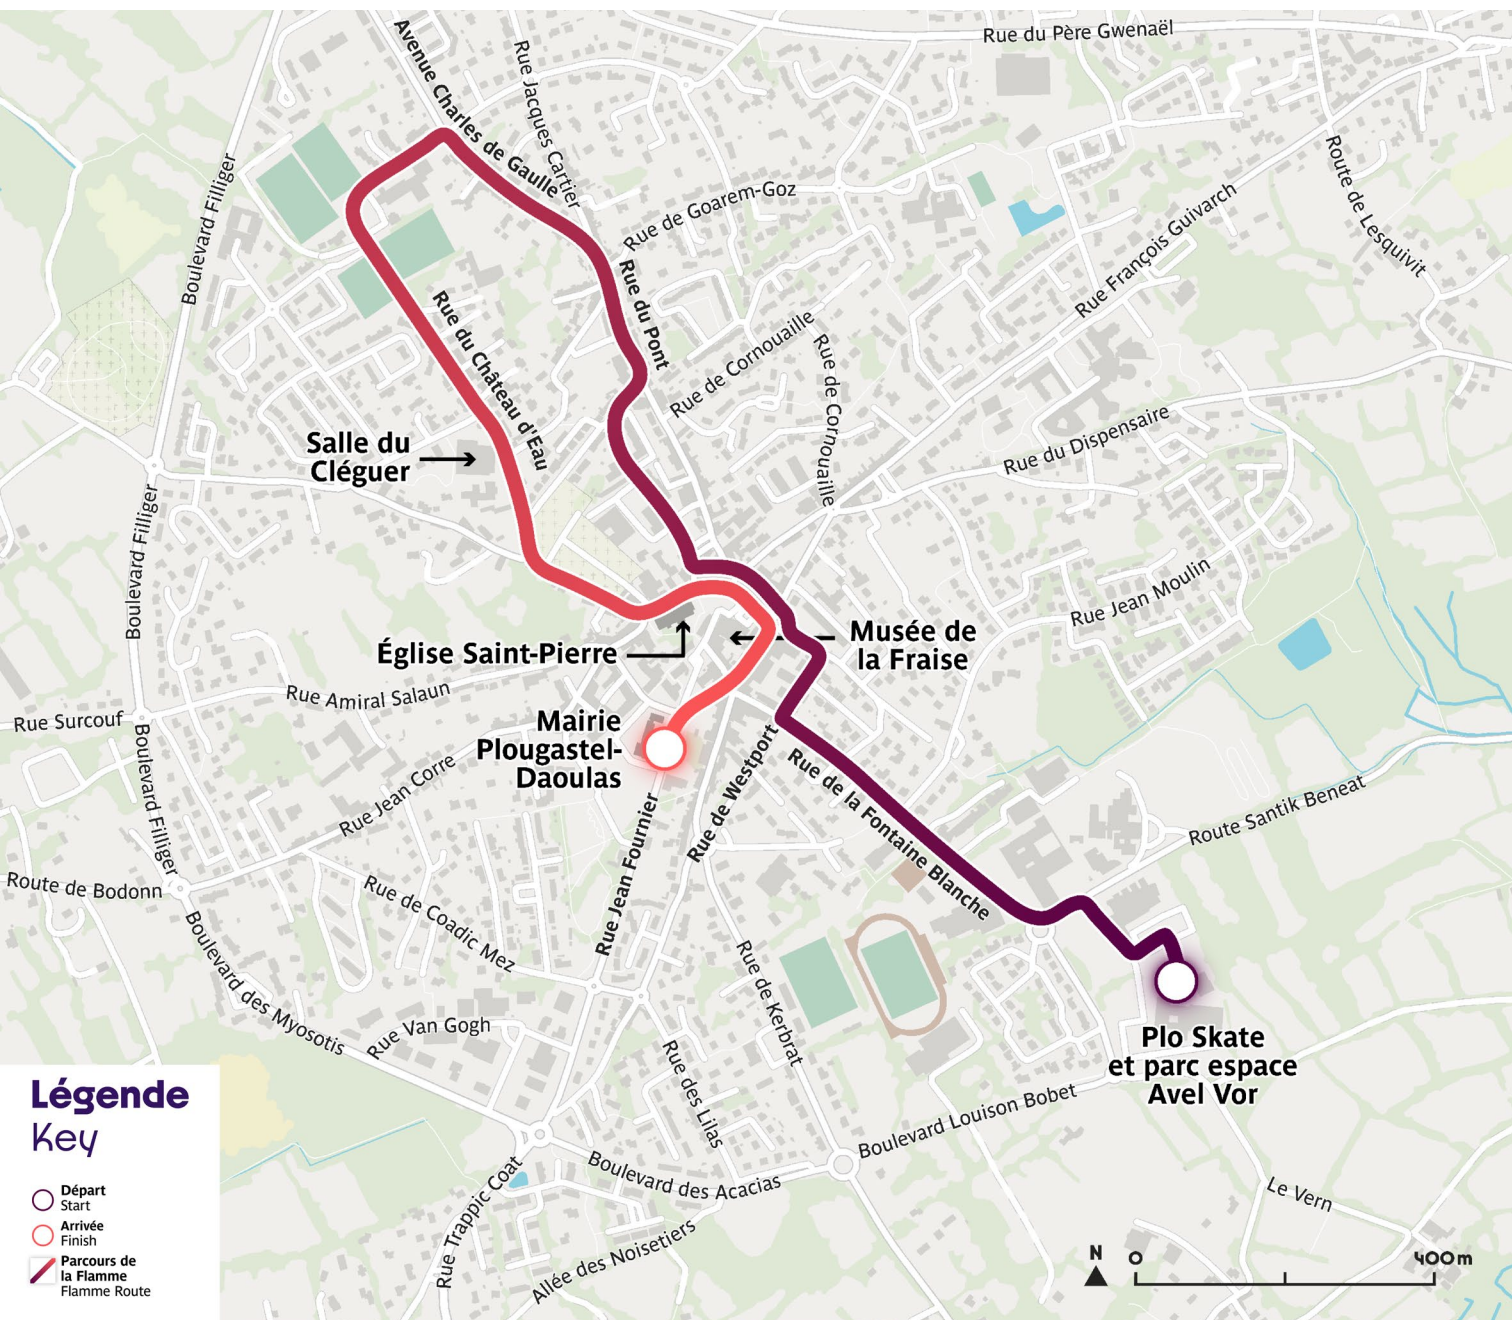 Rue du Père Gwenaël
Avenue Charles de Gaulle
Rue Jacques Cartier
Route de Lesquivit
Boulevard Filliger
Rue de Goarem-Goz
Rue François Guivarch
Rue du Pont
Rue du Château d'Eau
Rue de Cornouaille
Rue de Cornouaille
Salle du
Cléguer
Rue du Dispensaire
Boulevard Filliger
Rue Jean Moulin
Église Saint-Pierre
Musée de
la Fraise
Rue Amiral Salaun
Rue Surcouf
Mairie
Plougastel-
Daoulas
Boulevard Filliger
Rue Jean Corre
Rue de Westport
Rue de la Fontaine Blanche
Route Santik Beneat
Rue Jean Fournier
Route de Bodonn
Rue de Coadic Mez
Boulevard des Myosotis
Rue de Kerbrat
Rue Van Gogh
Plo Skate
et parc espace
Avel Vor
Rue des Lilas
Boulevard Louison Bobet
Boulevard des Acacias
Rue Trappic Coat
Allée des Noisetiers
Le Vern
Légende
Key
Départ
Start
Arrivée
Finish
Parcours de
la Flamme
Flamme Route
N 0 400 m